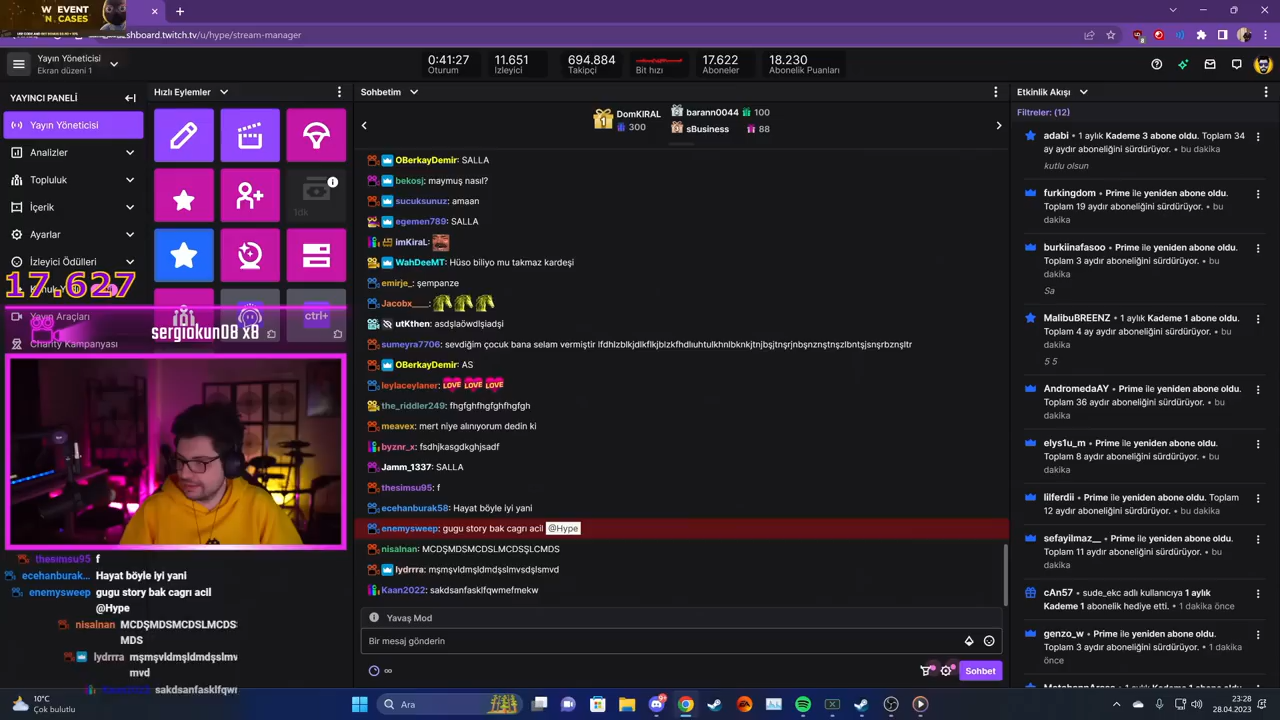 W EVENT
N CASES
shboard.twitch.tv/u/hype/stream-manager
Yayın Yöneticisi
Ekran düzeni 1
0:41:27
Oturum
11.651
İzleyici
694.884
Takipçi
Bit hızı
17.622
Aboneler
18.230
Abonelik Puanları
YAYINCI PANELİ
Yayın Yöneticisi
Analizler
Topluluk
İçerik
Ayarlar
İzleyici Ödülleri
17.627
Yayın Araçları
Charity Kampanyası
sergiokun08 x8
Hızlı Eylemler
1dk
ctrl+
Sohbetim
1
DomKIRAL
300
barann0044 100
sBusiness 88
OBerkayDemir: SALLA
bekosj: maymuş nasıl?
sucuksunuz: amaan
egemen789: SALLA
imKiraL:
WahDeeMT: Hüso biliyo mu takmaz kardeşi
emirje_: şempanze
Jacobx____:
utKthen: asdşlaöwdlşladşi
sumeyra7706: sevdiğim çocuk bana selam vermiştir lfdhlzblkjdlkflkjblzkfhdluhtulkhnlbknkjtnjbsjtnsjrjnbşnznştnşzlbntsjsnşrbznşltr
OBerkayDemir: AS
leylaceylaner: LOVE LOVE LOVE
the_riddler249: fhgfghfhgfghfhgfgh
meavex: mert niye alınıyorum dedin ki
byznr_x: fsdhjkasgdkghjsadf
Jamm_1337: SALLA
thesimsu95: f
ecehanburak58: Hayat böyle iyi yani
enemysweep: gugu story bak cagrı acil @Hype
nisalnan: MCDŞMDSMCDSLMCDSŞLCMDS
lydrrra: mşmşvldmşldmdşslmvsdşlsmvd
Kaan2022: sakdsanfasklfqwmefmekw
Yavaş Mod
Bir mesaj gönderin
∞
Sohbet
Etkinlik Akışı
Filtreler: (12)
adabi • 1 aylık Kademe 3 abone oldu. Toplam 34
ay aydır aboneliğini sürdürüyor. • bu dakika
kutlu olsun
furkingdom • Prime ile yeniden abone oldu.
Toplam 19 aydır aboneliğini sürdürüyor. • bu
dakika
burkiinafasoo • Prime ile yeniden abone oldu.
Toplam 3 aydır aboneliğini sürdürüyor. • bu
dakika
Sa
MalibuBREENZ • 1 aylık Kademe 1 abone oldu.
Toplam 4 ay aydır aboneliğini sürdürüyor. • bu
dakika
5 5
AndromedaAY • Prime ile yeniden abone oldu.
Toplam 36 aydır aboneliğini sürdürüyor. • bu
dakika
elys1u_m • Prime ile yeniden abone oldu.
Toplam 8 aydır aboneliğini sürdürüyor. • bu
dakika
lilferdii • Prime ile yeniden abone oldu. Toplam
12 aydır aboneliğini sürdürüyor. • bu dakika
sefayilmaz__ • Prime ile yeniden abone oldu.
Toplam 11 aydır aboneliğini sürdürüyor. • bu
dakika
cAn57 • sude_ekc adlı kullanıcıya 1 aylık
Kademe 1 abonelik hediye etti. • 1 dakika önce
genzo_w • Prime ile yeniden abone oldu.
Toplam 3 aydır aboneliğini sürdürüyor. • 1 dakika
önce
thesimsu95 f
ecehanburak... Hayat böyle iyi yani
enemysweep gugu story bak cagrı acil
@Hype
nisalnan MCDŞMDSMCDSLMCDSŞ
MDS
lydrrra mşmşvldmşldmdşslmvs
mvd
sakdsanfasklfqwı
10°C
Çok bulutlu
Ara
23:28
28.04.2023